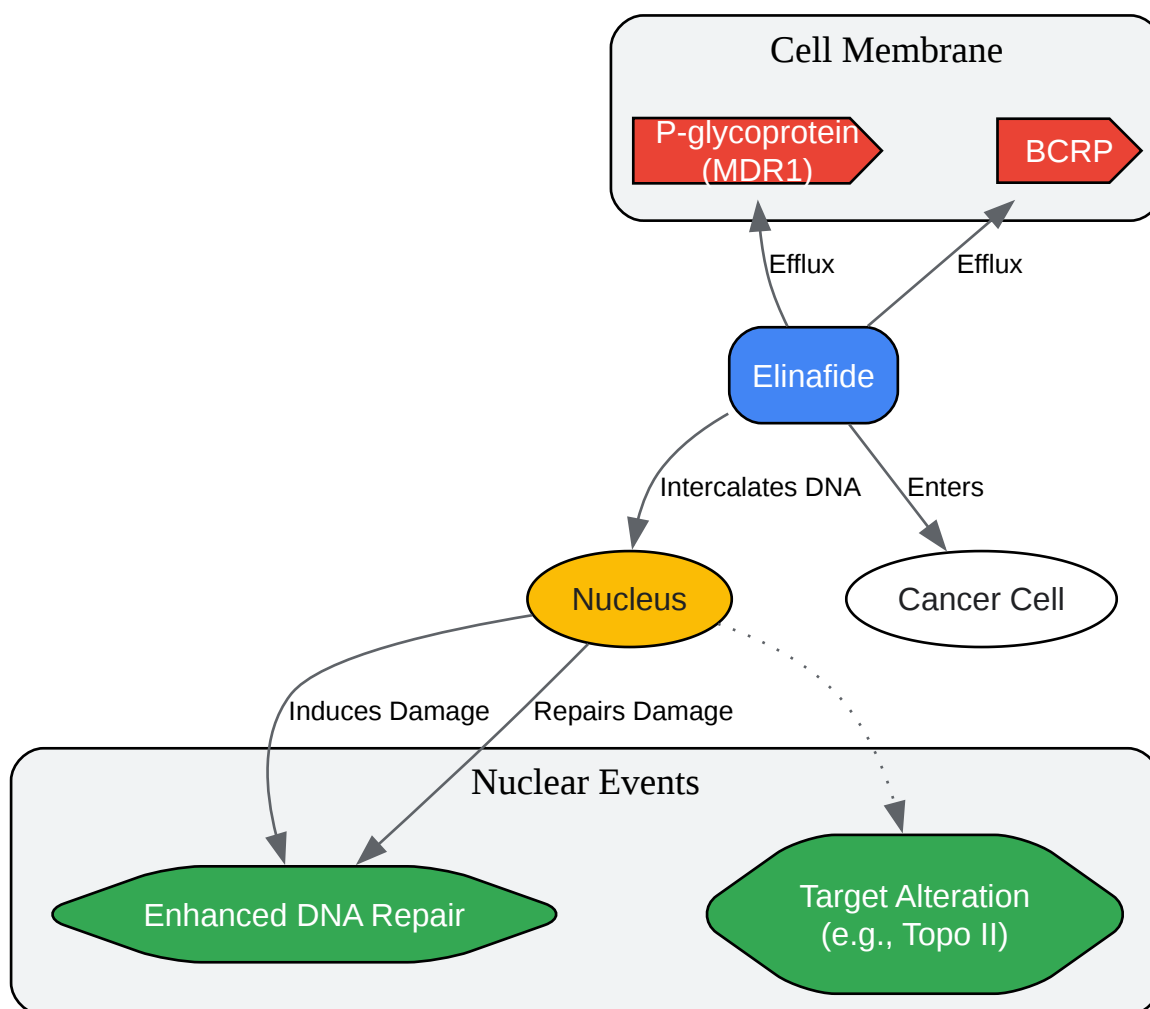 Cell Membrane
P-glycoprotein
(MDR1)
BCRP
Efflux
Efflux
Elinafide
Intercalates DNA
Enters
Nucleus
Cancer Cell
Induces Damage
Repairs Damage
Nuclear Events
Enhanced DNA Repair
Target Alteration
(e.g., Topo II)